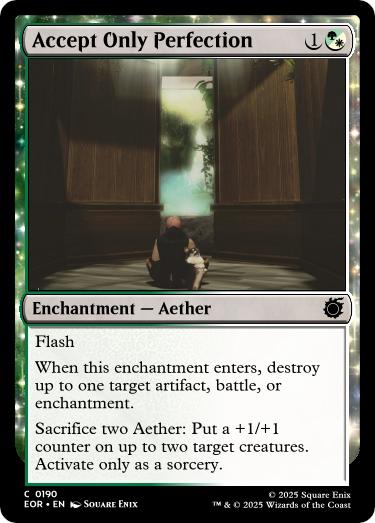 Accept Only Perfection 1
Enchantment — Aether
Flash
When this enchantment enters, destroy
up to one target artifact, battle, or
enchantment.
Sacrifice two Aether: Put a +1/+1
counter on up to two target creatures.
Activate only as a sorcery.
C 0190
EOR • EN SQUARE ENIX
© 2025 Square Enix
™ & © 2025 Wizards of the Coast